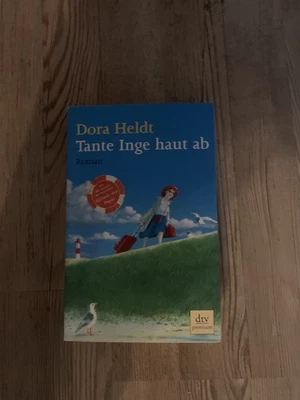 Dora Heldt
Tante Inge haut ab
Roman
dtv
premium